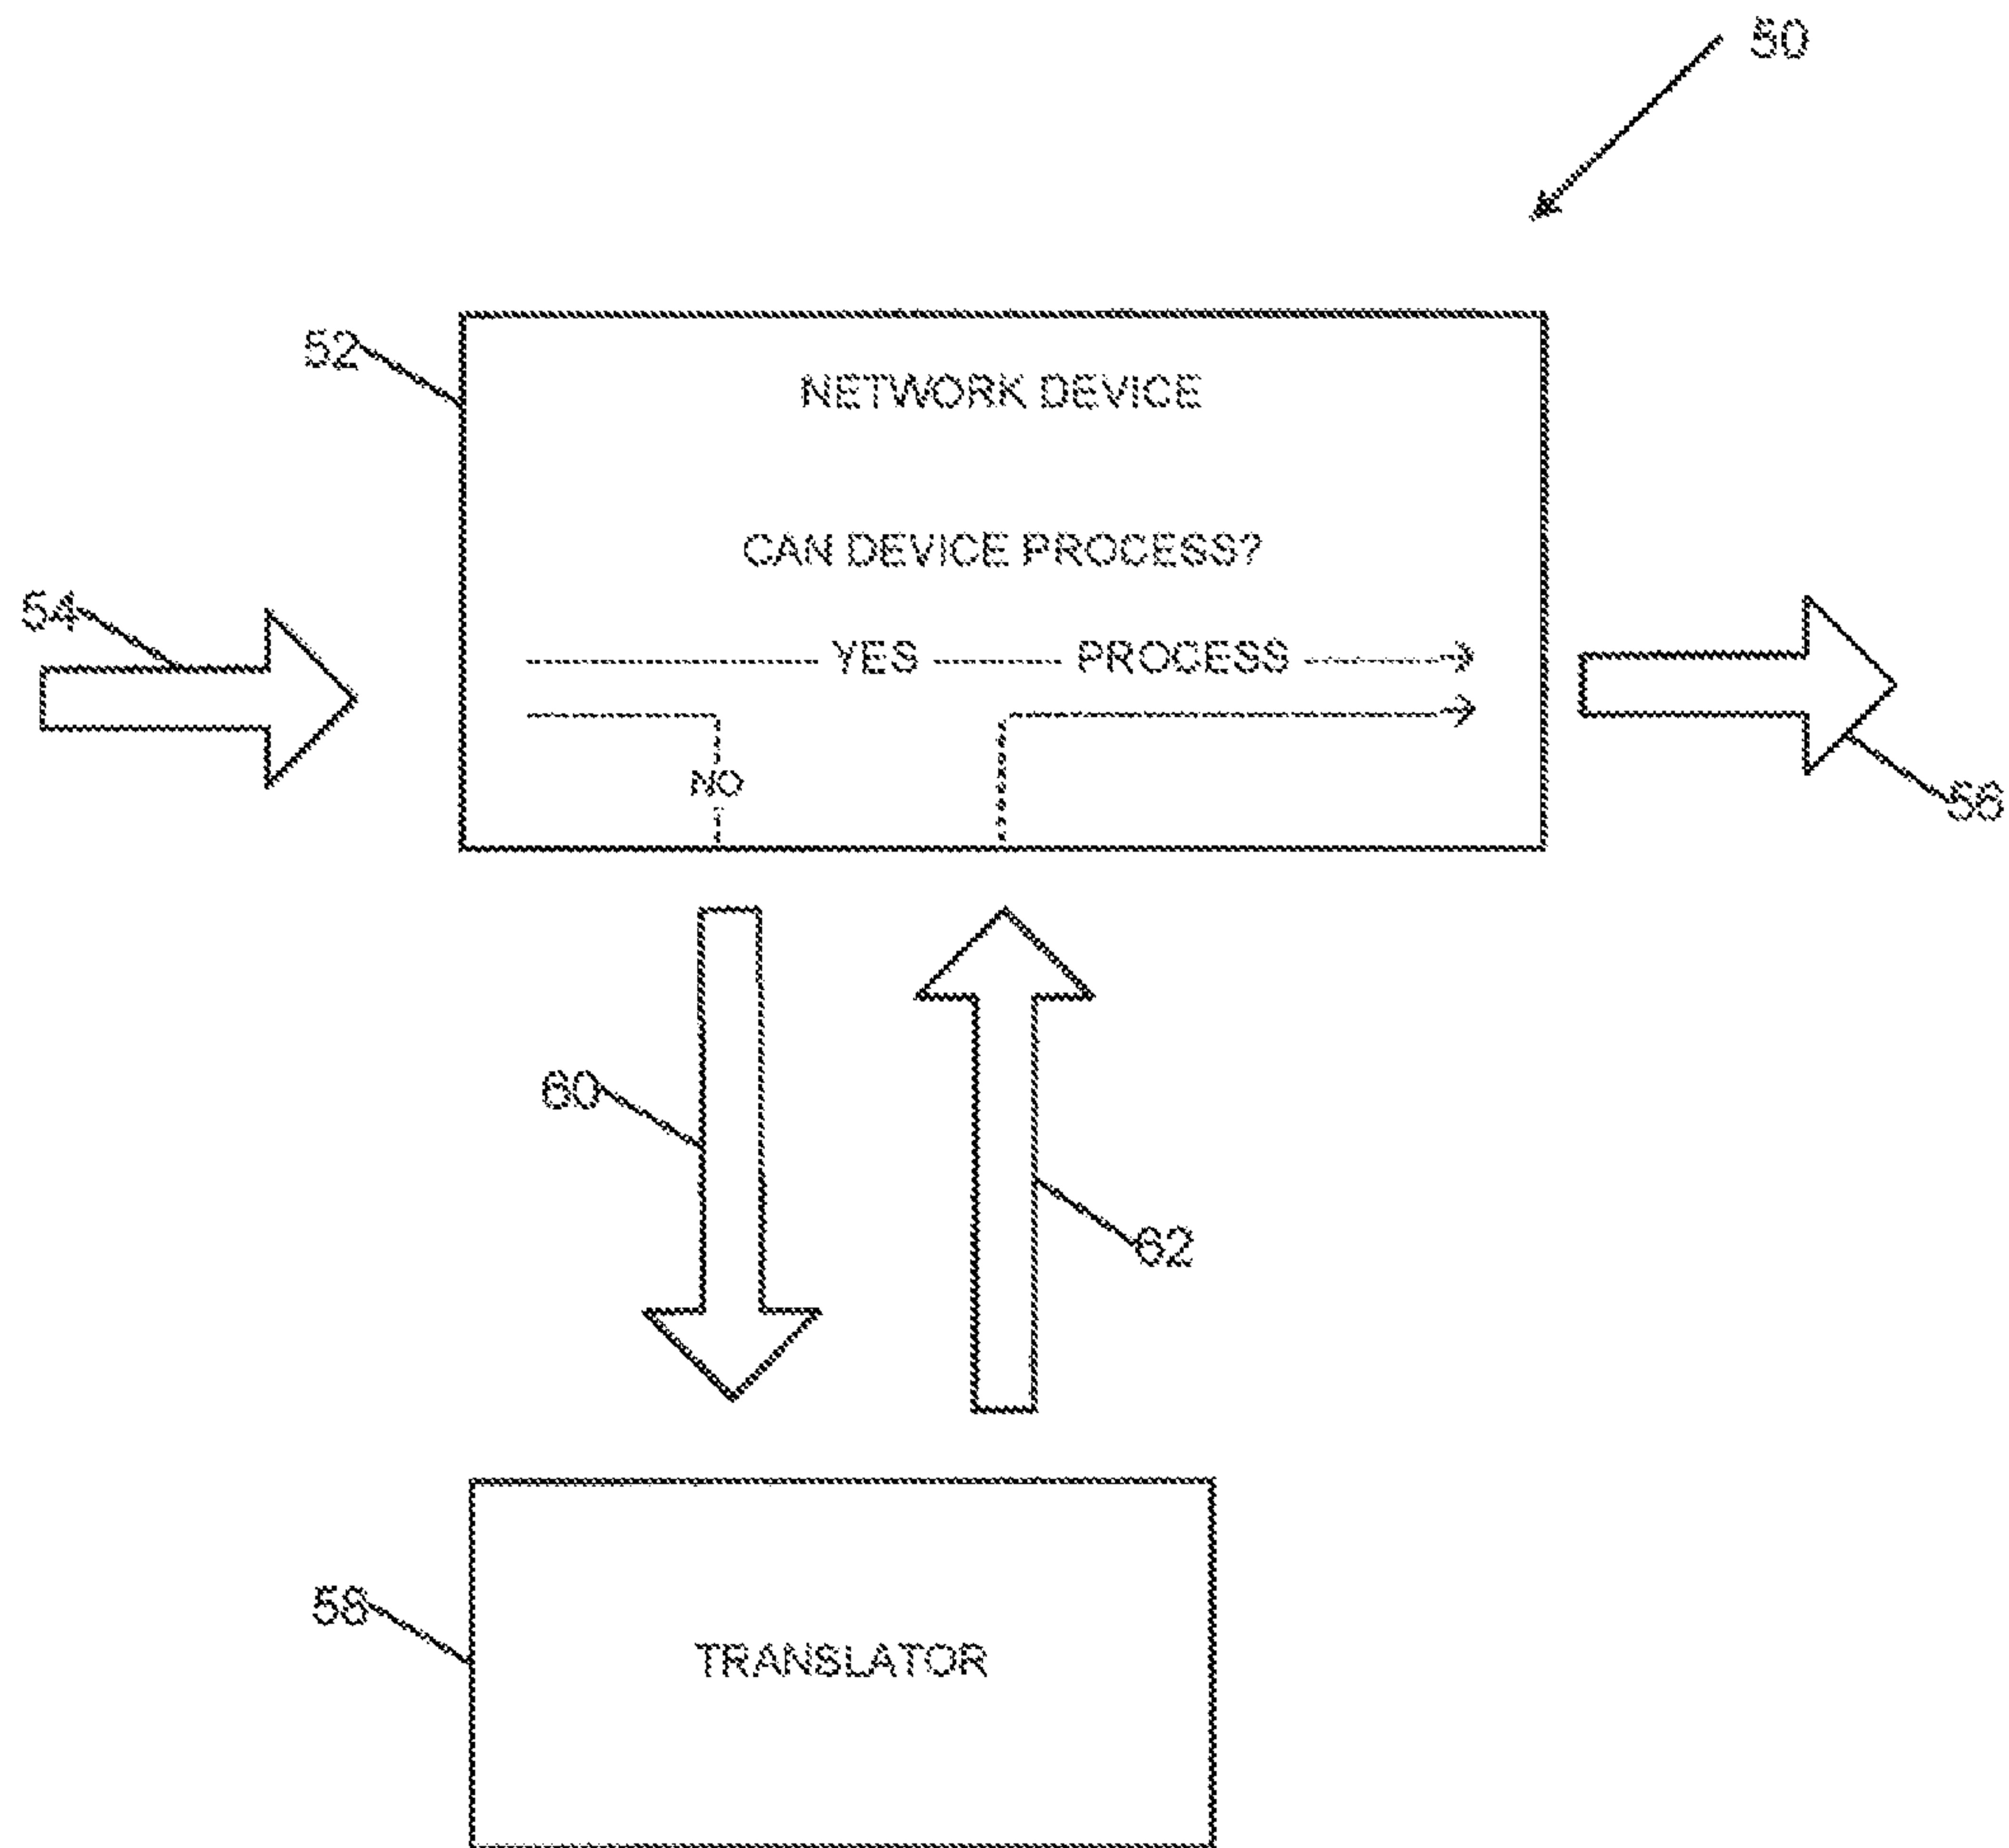 50
52
NETWORK DEVICE
CAN DEVICE PROCESS?
54
YES PROCESS
NO
56
60
62
58
TRANSLATOR